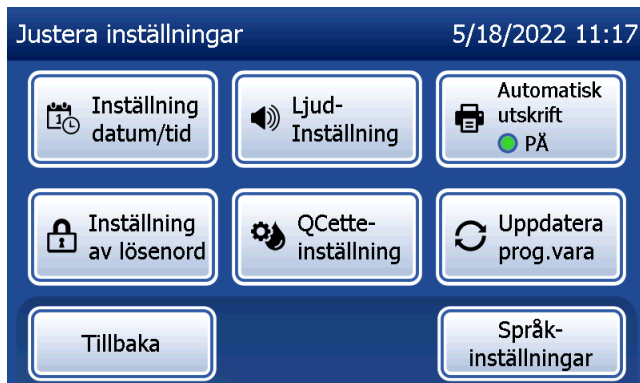 Justera inställningar 5/18/2022 11:17
Inställning
datum/tid
Ljud-
Inställning
Automatisk
utskrift
PÄ
Inställning
av lösenord
QCette-
inställning
Uppdatera
prog.vara
Tillbaka
Språk-
inställningar